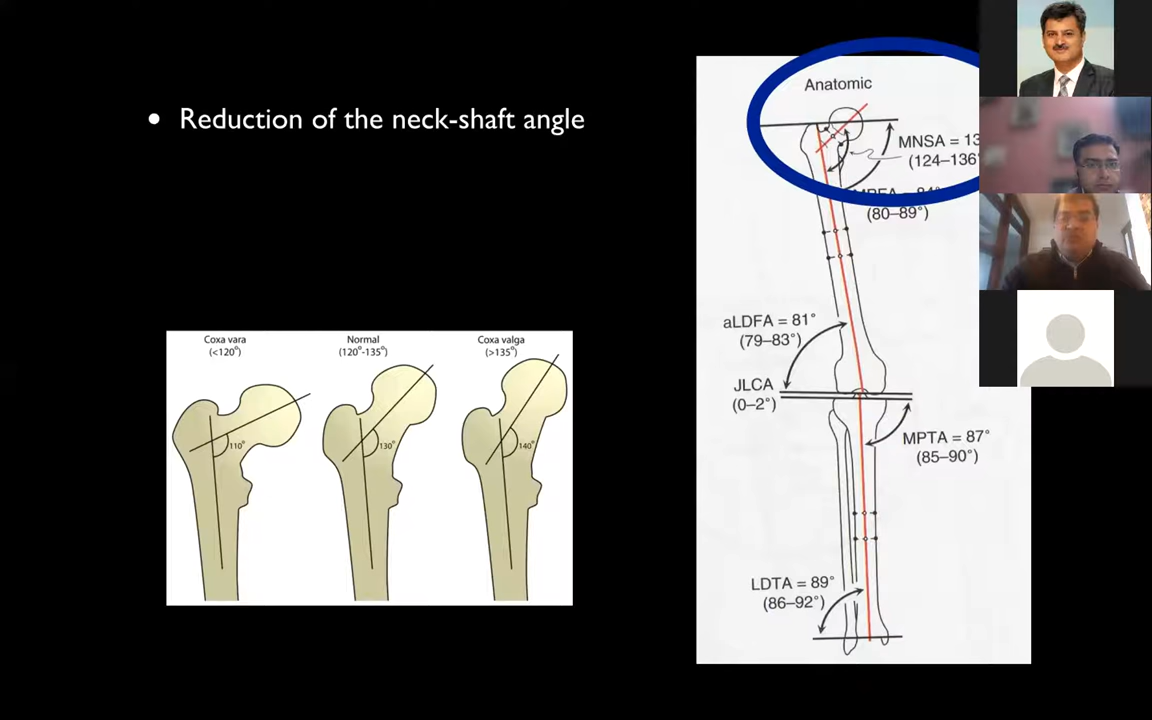 • Reduction of the neck-shaft angle
Coxa vara
(<120°)
Normal
(120°-135°)
Coxa valga
(>135°)
110°
130°
140°
Anatomic
MNSA = 13
(124–136°
84°
(80–89°)
aLDFA = 81°
(79–83°)
JLCA
(0–2°)
MPTA = 87°
(85–90°)
LDTA = 89°
(86–92°)